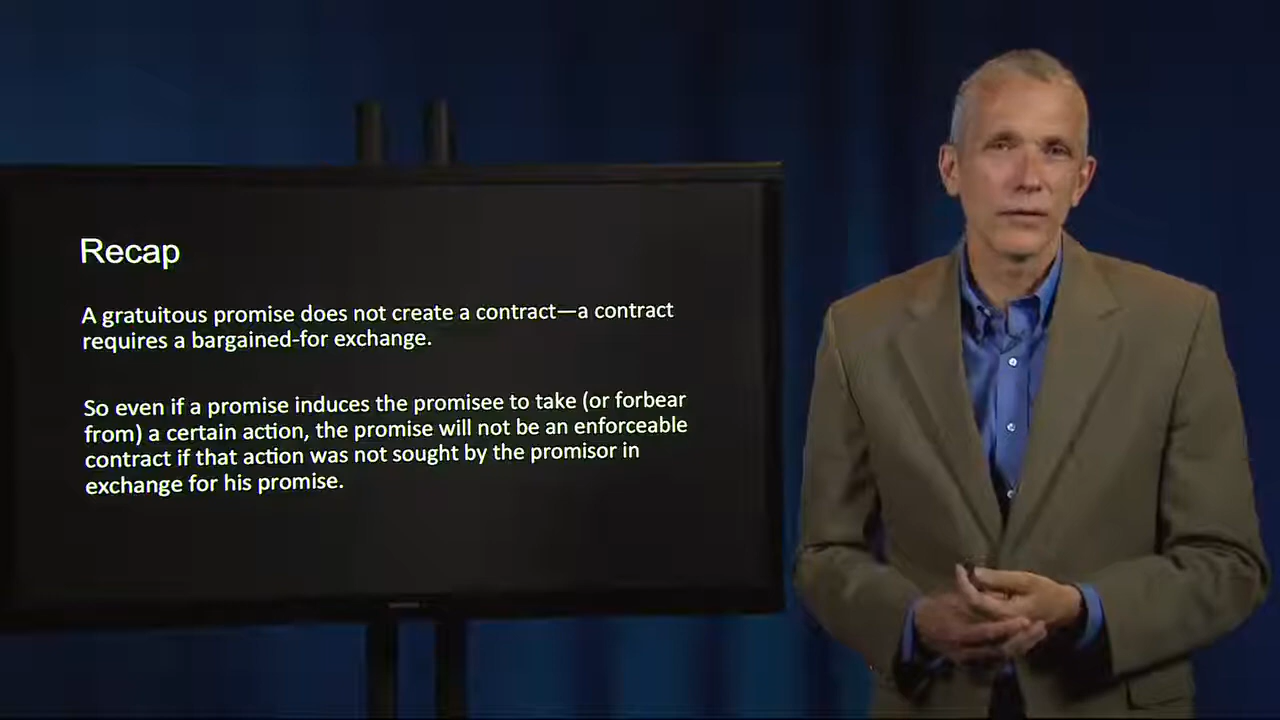 Recap
A gratuitous promise does not create a contract—a contract
requires a bargained-for exchange.
So even if a promise induces the promisee to take (or forbear
from) a certain action, the promise will not be an enforceable
contract if that action was not sought by the promisor in
exchange for his promise.